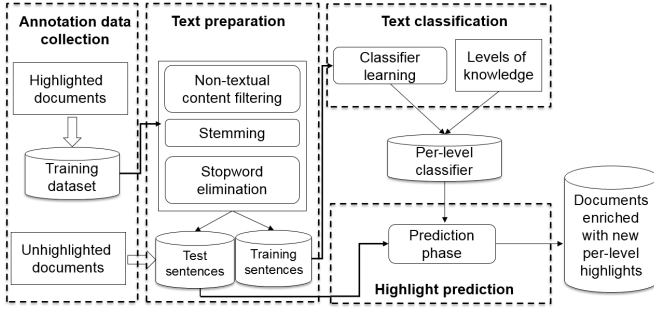 Annotation data
collection
Highlighted
documents
Training
dataset
Unhighlighted
documents
Text preparation
Non-textual
content filtering
Stemming
Stopword
elimination
Test
sentences
Training
sentences
Text classification
Classifier
learning
Levels of
knowledge
Per-level
classifier
Prediction
phase
Highlight prediction
Documents
enriched
with new
per-level
highlights